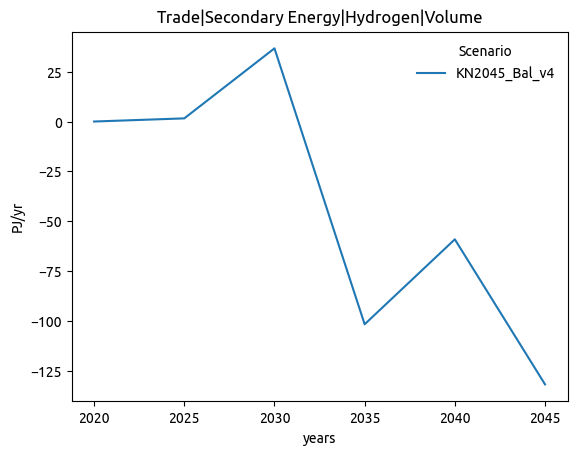 Trade|Secondary Energy|Hydrogen|Volume
Scenario
KN2045_Bal_v4
25
0
−25
−50
−75
−100
−125
PJ/yr
2020 2025 2030 2035 2040 2045
years